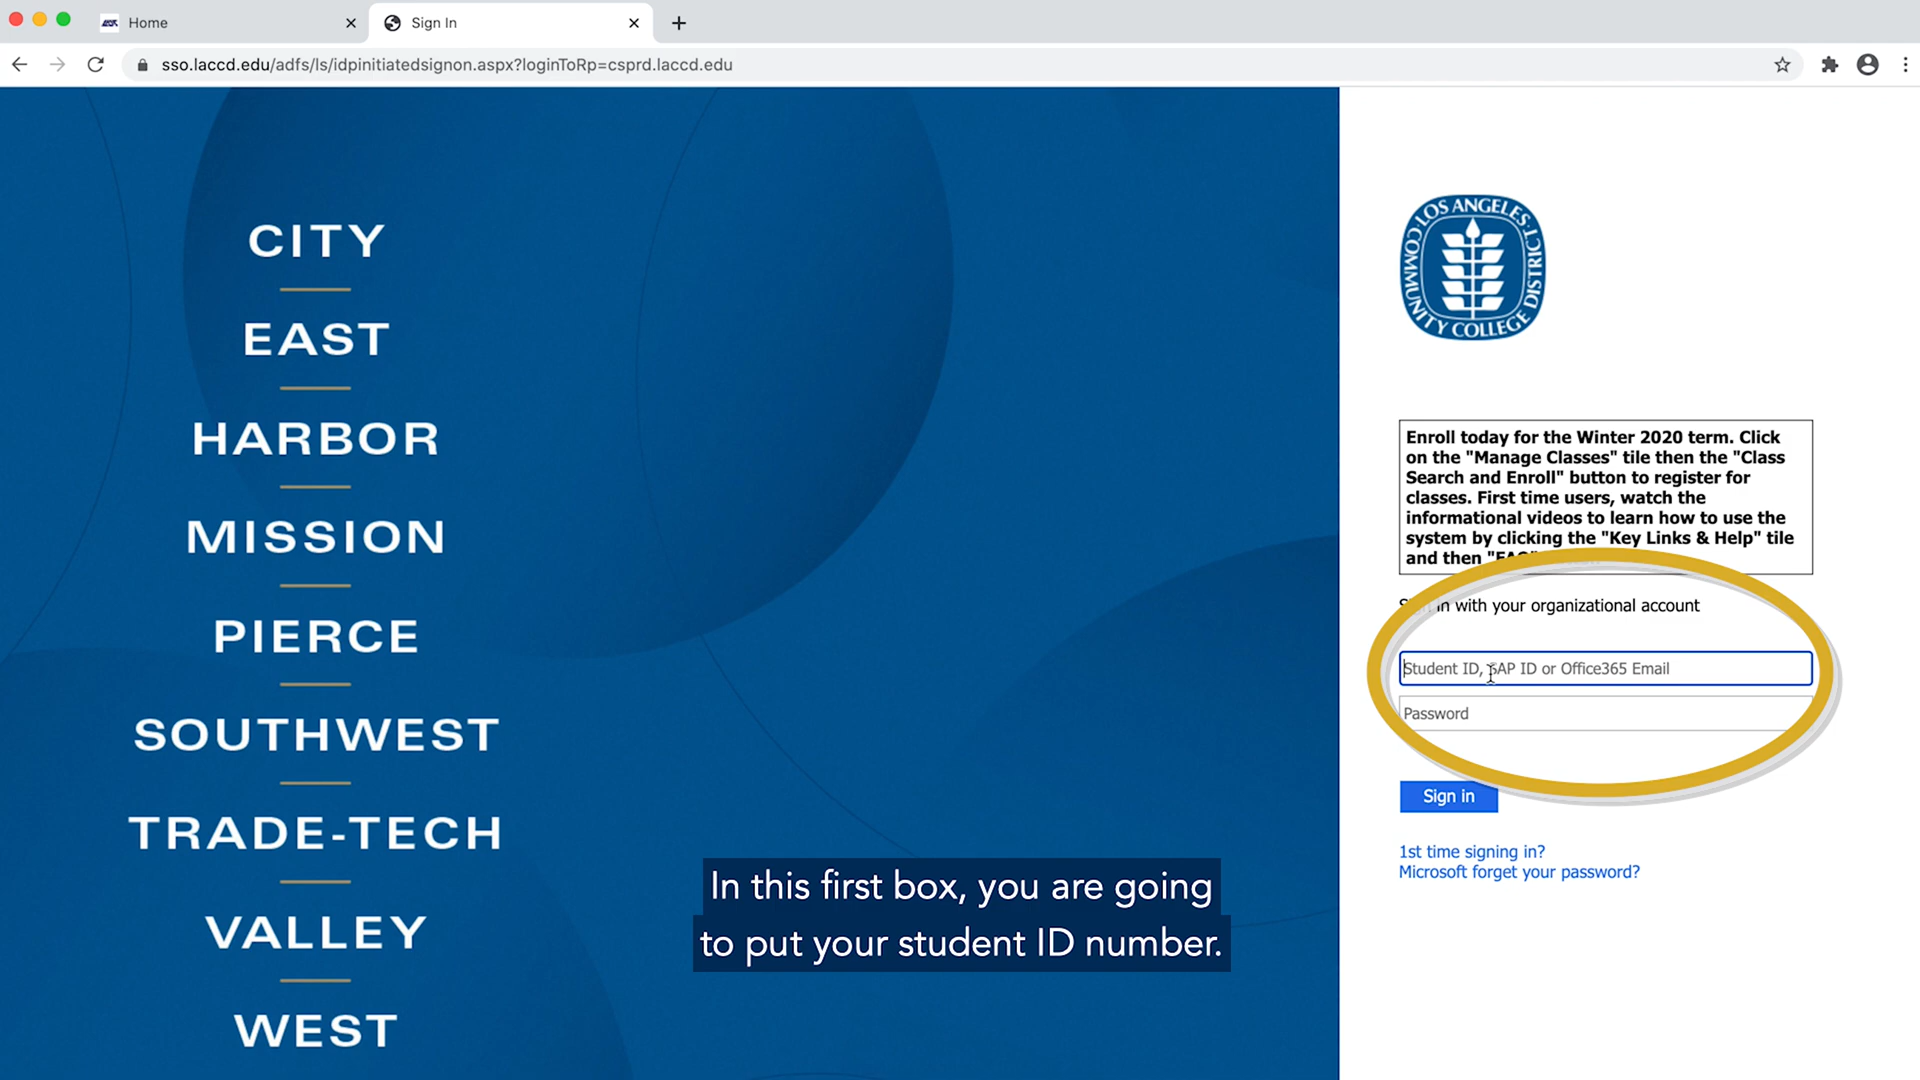 Home
Sign In
sso.laccd.edu/adfs/ls/idpinitiatedsignon.aspx?loginToRp=csprd.laccd.edu
CITY
EAST
HARBOR
MISSION
PIERCE
SOUTHWEST
TRADE-TECH
VALLEY
WEST
LOS ANGELES
COMMUNITY COLLEGE DISTRICT
Enroll today for the Winter 2020 term. Click
on the "Manage Classes" tile then the "Class
Search and Enroll" button to register for
classes. First time users, watch the
informational videos to learn how to use the
system by clicking the "Key Links & Help" tile
and then "FAQ"
Sign in with your organizational account
Student ID, SAP ID or Office365 Email
Password
Sign in
1st time signing in?
Microsoft forget your password?
In this first box, you are going
to put your student ID number.